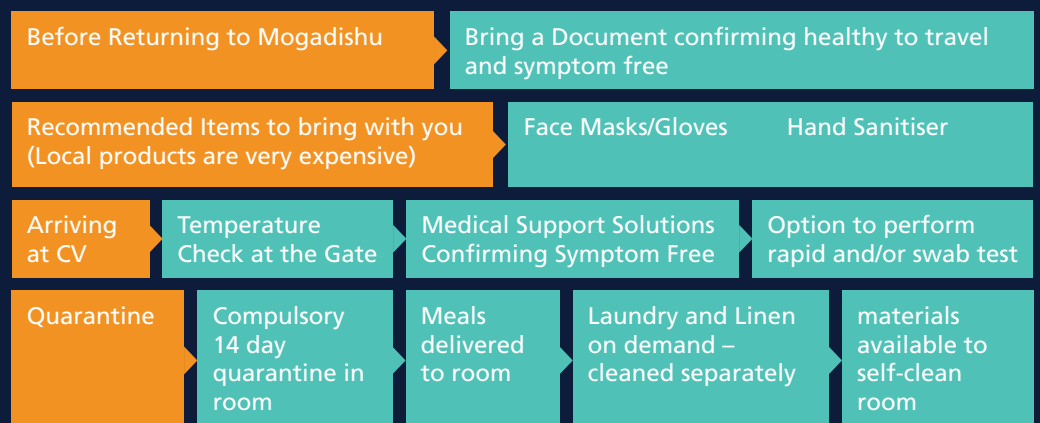 Before Returning to Mogadishu
Bring a Document confirming healthy to travel
and symptom free
Recommended Items to bring with you
(Local products are very expensive)
Face Masks/Gloves Hand Sanitiser
Arriving
at CV
Temperature
Check at the Gate
Medical Support Solutions
Confirming Symptom Free
Option to perform
rapid and/or swab test
Quarantine
Compulsory
14 day
quarantine in
room
Meals
delivered
to room
Laundry and Linen
on demand –
cleaned separately
materials
available to
self-clean
room